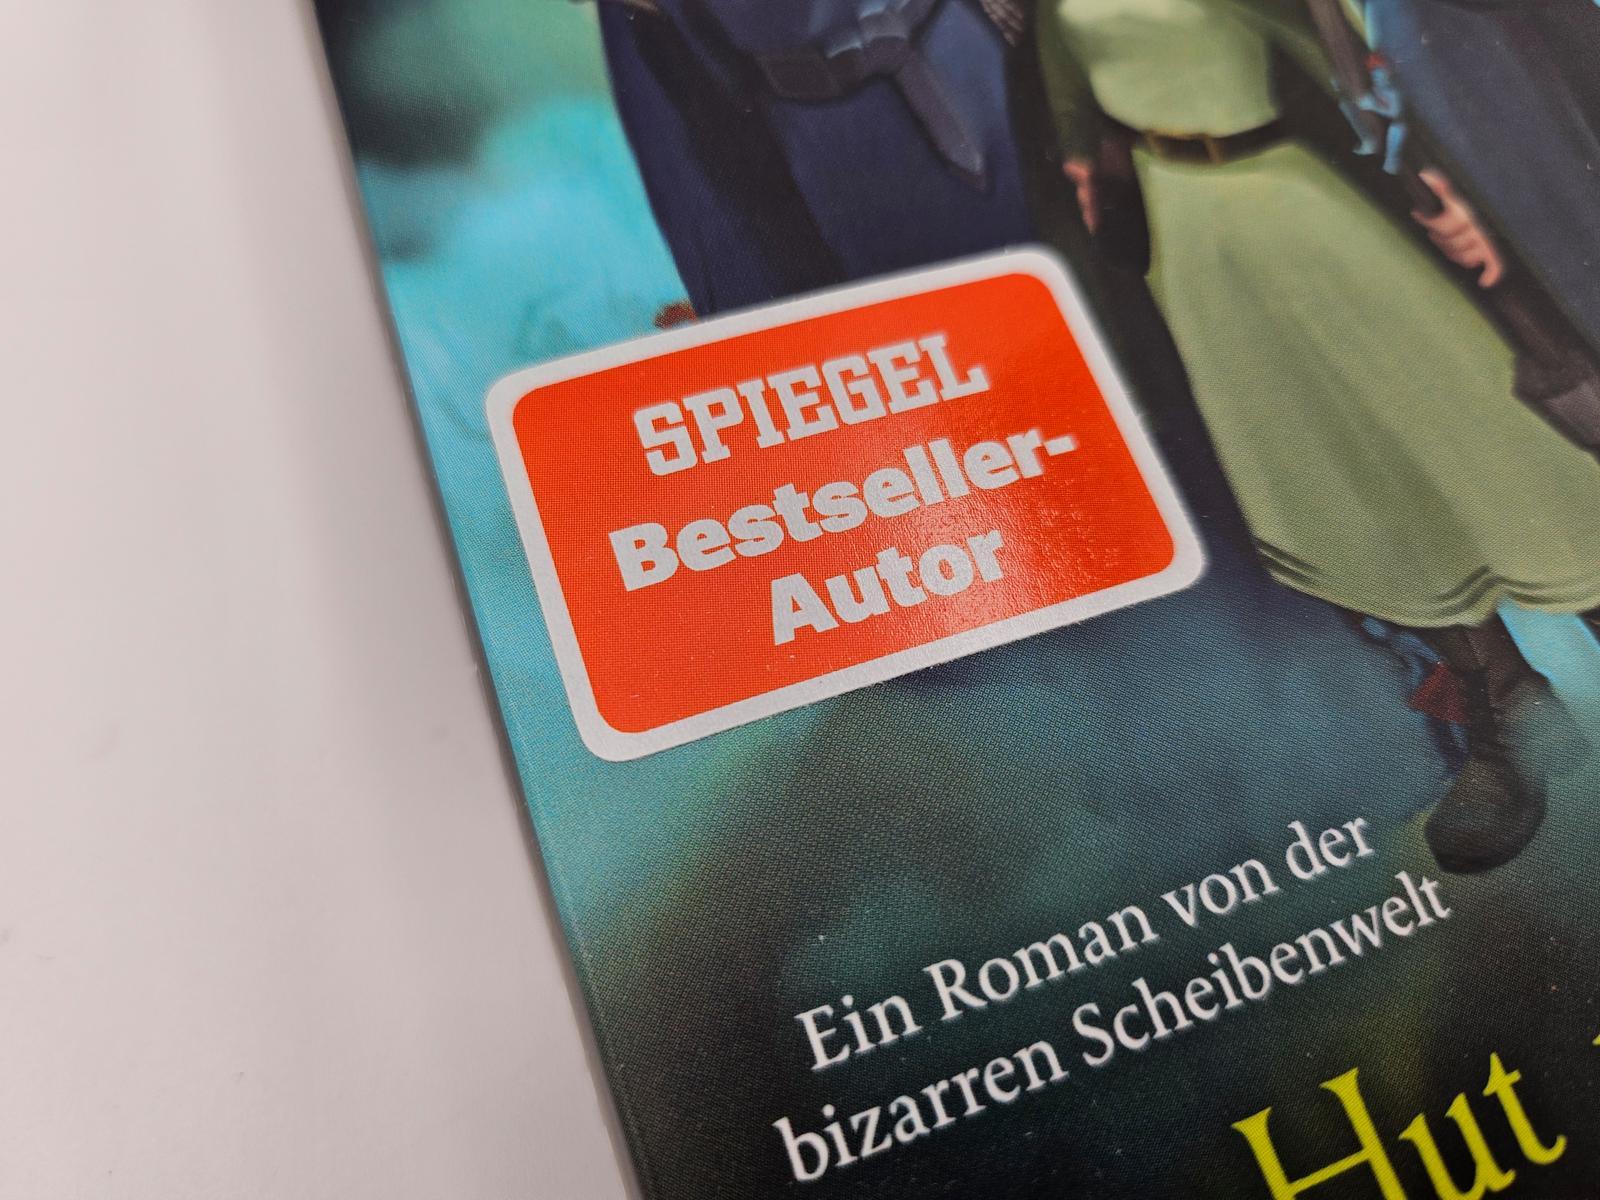 SPIEGEL
Bestseller-
Autor
Ein Roman von der
bizarren Scheibenwelt
Hut